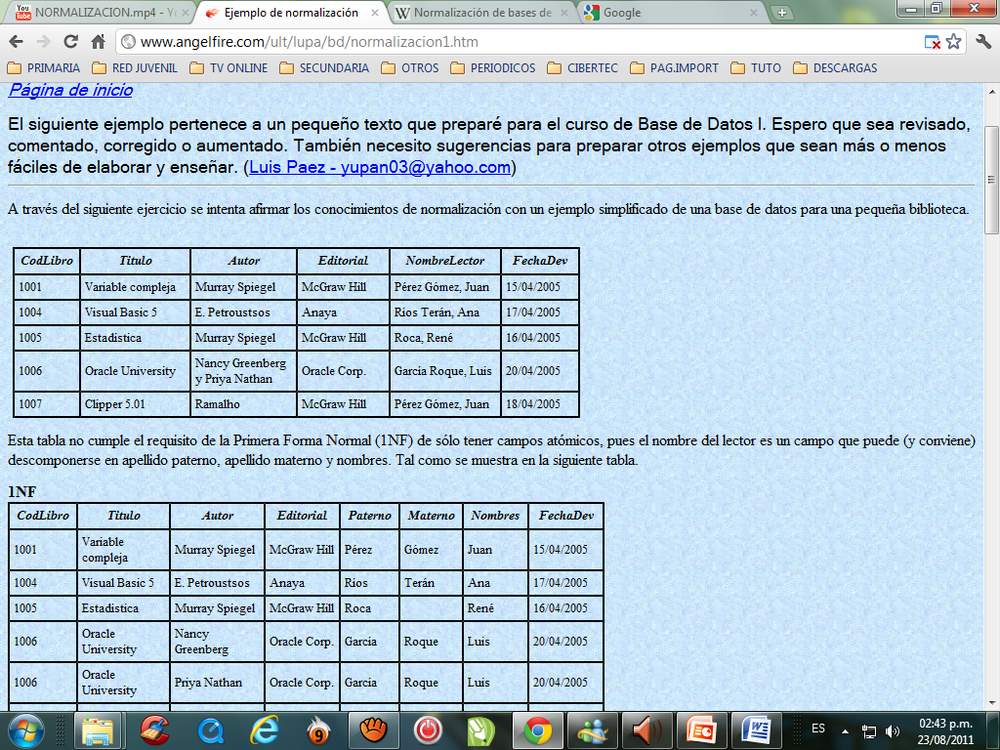 NORMALIZACION.mp4 - Yo
Ejemplo de normalización
Normalización de bases de
Google
www.angelfire.com/ult/lupa/bd/normalizacion1.htm
PRIMARIA RED JUVENIL TV ONLINE SECUNDARIA OTROS PERIODICOS CIBERTEC PAG.IMPORT TUTO DESCARGAS
Página de inicio
El siguiente ejemplo pertenece a un pequeño texto que preparé para el curso de Base de Datos I. Espero que sea revisado,
comentado, corregido o aumentado. También necesito sugerencias para preparar otros ejemplos que sean más o menos
fáciles de elaborar y enseñar. (Luis Paez - yupan03@yahoo.com)
A través del siguiente ejercicio se intenta afirmar los conocimientos de normalización con un ejemplo simplificado de una base de datos para una pequeña biblioteca.
CodLibro Titulo Autor Editorial NombreLector FechaDev
1001 Variable compleja Murray Spiegel McGraw Hill Pérez Gómez, Juan 15/04/2005
1004 Visual Basic 5 E. Petroustsos Anaya Ríos Terán, Ana 17/04/2005
1005 Estadística Murray Spiegel McGraw Hill Roca, René 16/04/2005
1006 Oracle University Nancy Greenberg y Priya Nathan Oracle Corp. García Roque, Luis 20/04/2005
1007 Clipper 5.01 Ramalho McGraw Hill Pérez Gómez, Juan 18/04/2005
Esta tabla no cumple el requisito de la Primera Forma Normal (1NF) de sólo tener campos atómicos, pues el nombre del lector es un campo que puede (y conviene)
descomponerse en apellido paterno, apellido materno y nombres. Tal como se muestra en la siguiente tabla.
1NF
CodLibro Titulo Autor Editorial Paterno Materno Nombres FechaDev
1001 Variable compleja Murray Spiegel McGraw Hill Pérez Gómez Juan 15/04/2005
1004 Visual Basic 5 E. Petroustsos Anaya Ríos Terán Ana 17/04/2005
1005 Estadística Murray Spiegel McGraw Hill Roca René 16/04/2005
1006 Oracle University Nancy Greenberg Oracle Corp. García Roque Luis 20/04/2005
1006 Oracle University Priya Nathan Oracle Corp. García Roque Luis 20/04/2005
ES
02:43 p.m.
23/08/2011